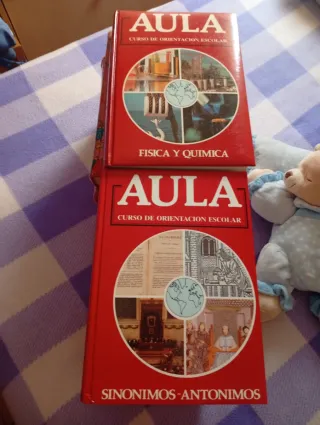 AULA
CURSO DE ORIENTACION ESCOLAR
FISICA Y QUIMICA
AULA
CURSO DE ORIENTACION ESCOLAR
SINONIMOS-ANTONIMOS